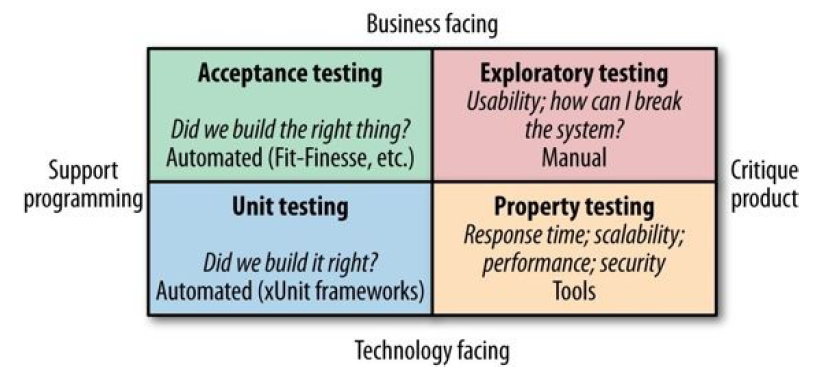 Business facing
Acceptance testing
Did we build the right thing?
Automated (Fit-Finesse, etc.)
Exploratory testing
Usability; how can I break
the system?
Manual
Support
programming
Critique
product
Unit testing
Did we build it right?
Automated (xUnit frameworks)
Property testing
Response time; scalability;
performance; security
Tools
Technology facing